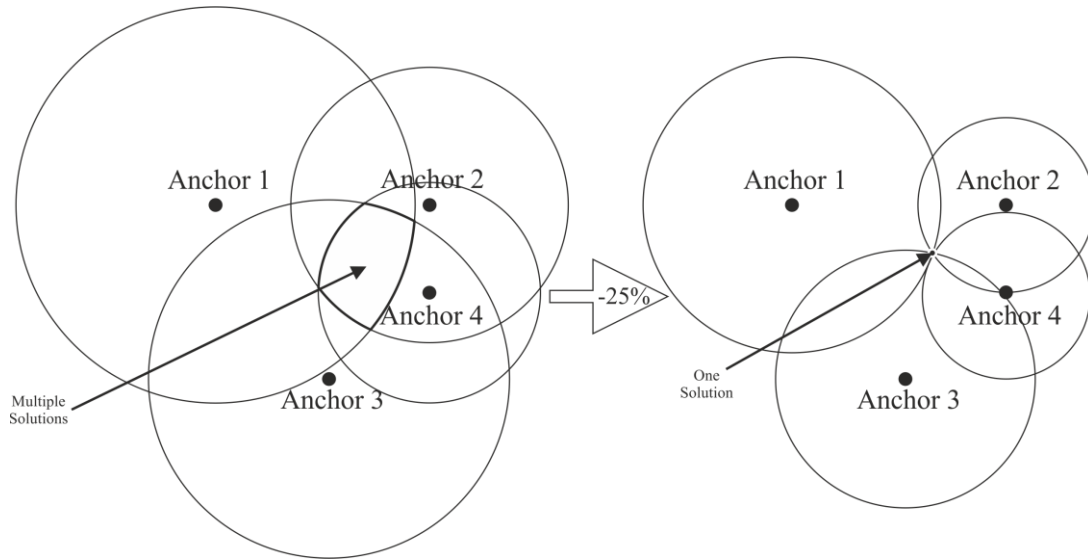 Anchor 1
Anchor 2
Anchor 4
Anchor 3
Multiple
Solutions
-25%
Anchor 1
Anchor 2
Anchor 4
Anchor 3
One
Solution